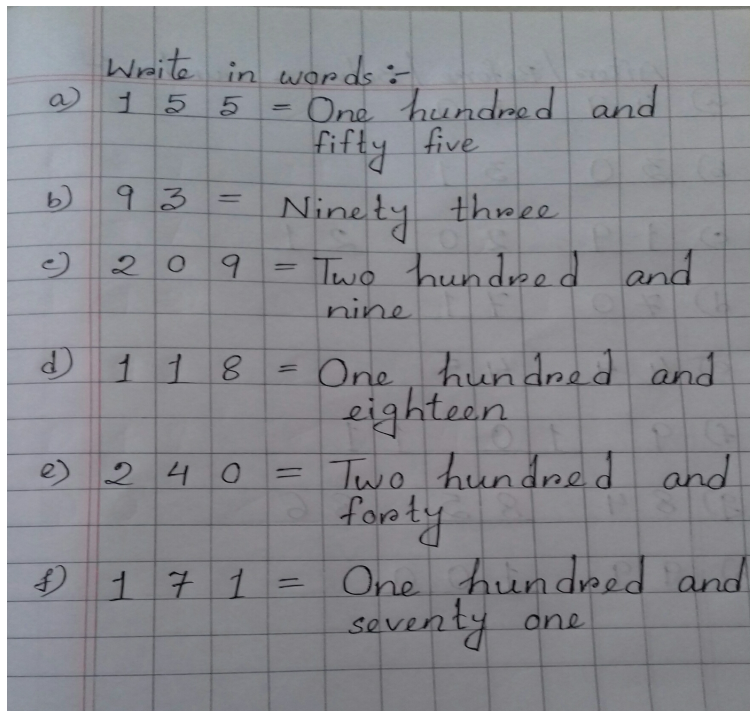 Write in words :-
a) 1 5 5 = One hundred and
fifty five
b) 9 3 = Ninety three
c) 2 0 9 = Two hundred and
nine
d) 1 1 8 = One hundred and
eighteen
e) 2 4 0 = Two hundred and
forty
f) 1 7 1 = One hundred and
seventy one